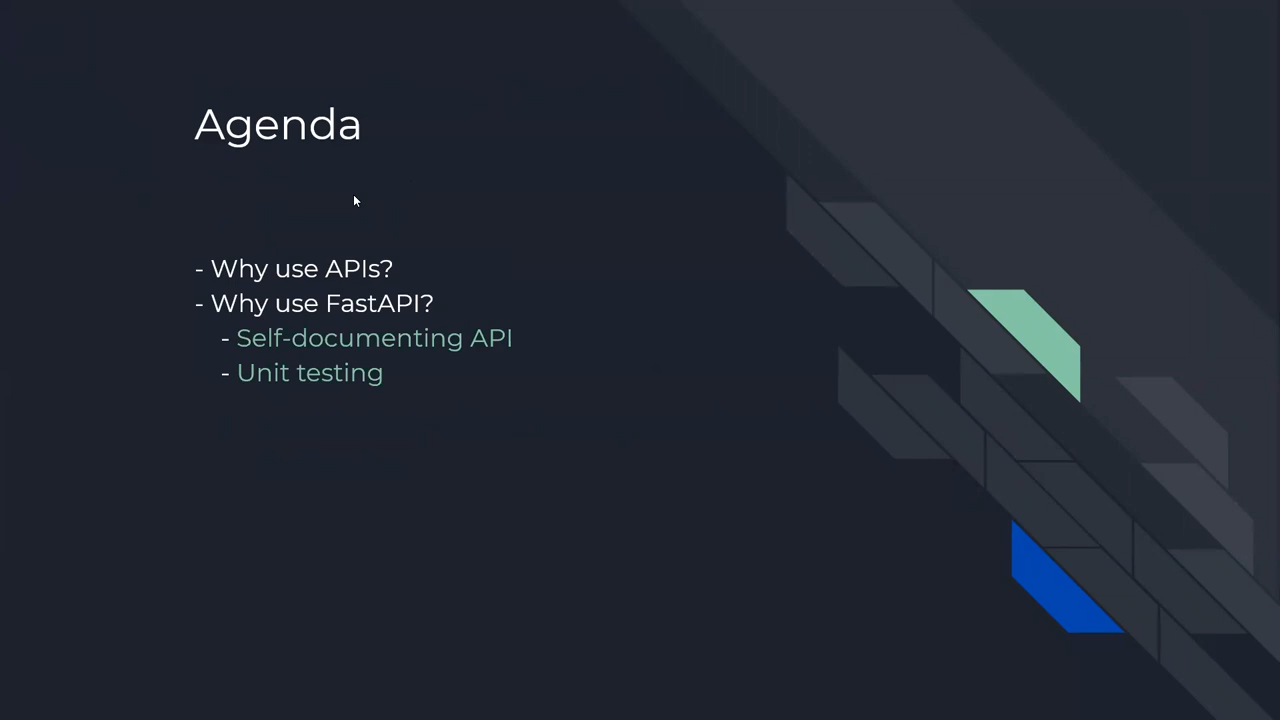 Agenda
- Why use APIs?
- Why use FastAPI?
- Self-documenting API
- Unit testing